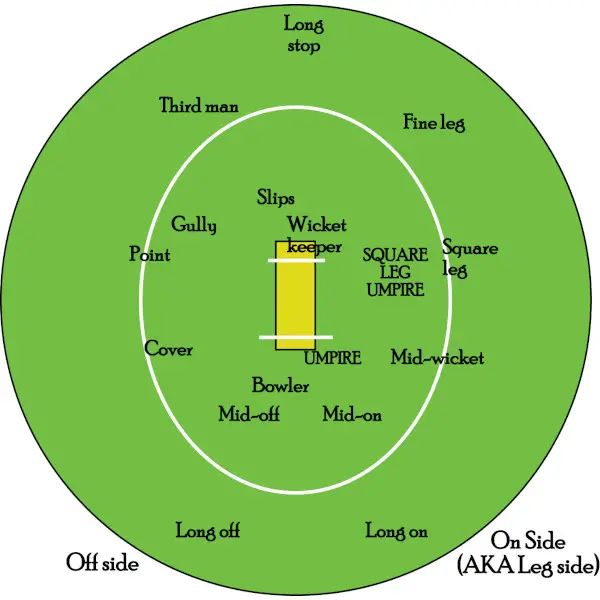 Long
stop
Third man
Fine leg
Slips
Gully
Wicket
keeper
Point
SQUARE
LEG
UMPIRE
Square
leg
Cover
UMPIRE
Mid-wicket
Bowler
Mid-off
Mid-on
Long off
Long on
Off side
On Side
(AKA Leg side)